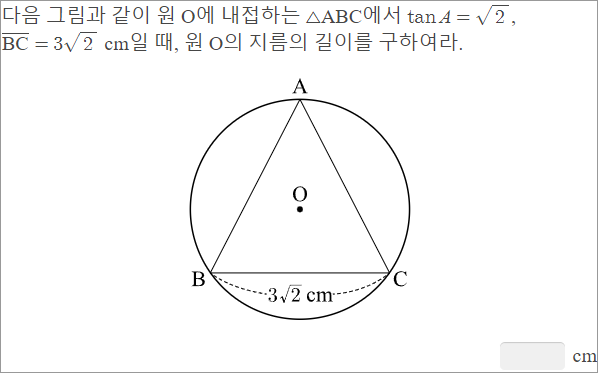 다음 그림과 같이 원 O에 내접하는 △ABC에서 tan A = √2,
BC = 3√2 cm일 때, 원 O의 지름의 길이를 구하여라.
A
O
B
C
3√2 cm
cm